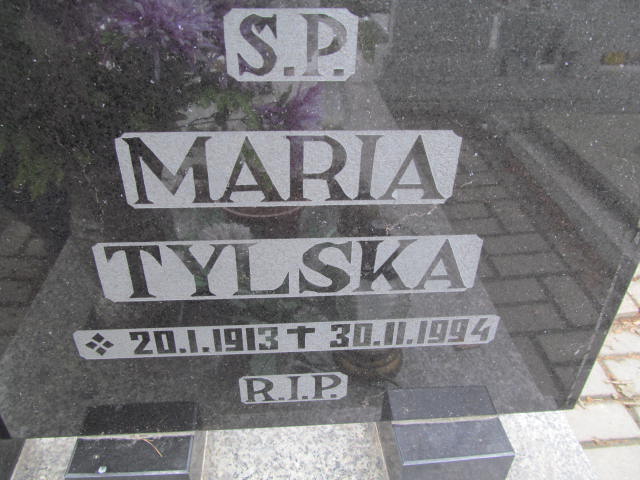 S.P.
MARIA
TYLSKA
❖ 20.I.1913 ✝ 30.II.1994
R.I.P.